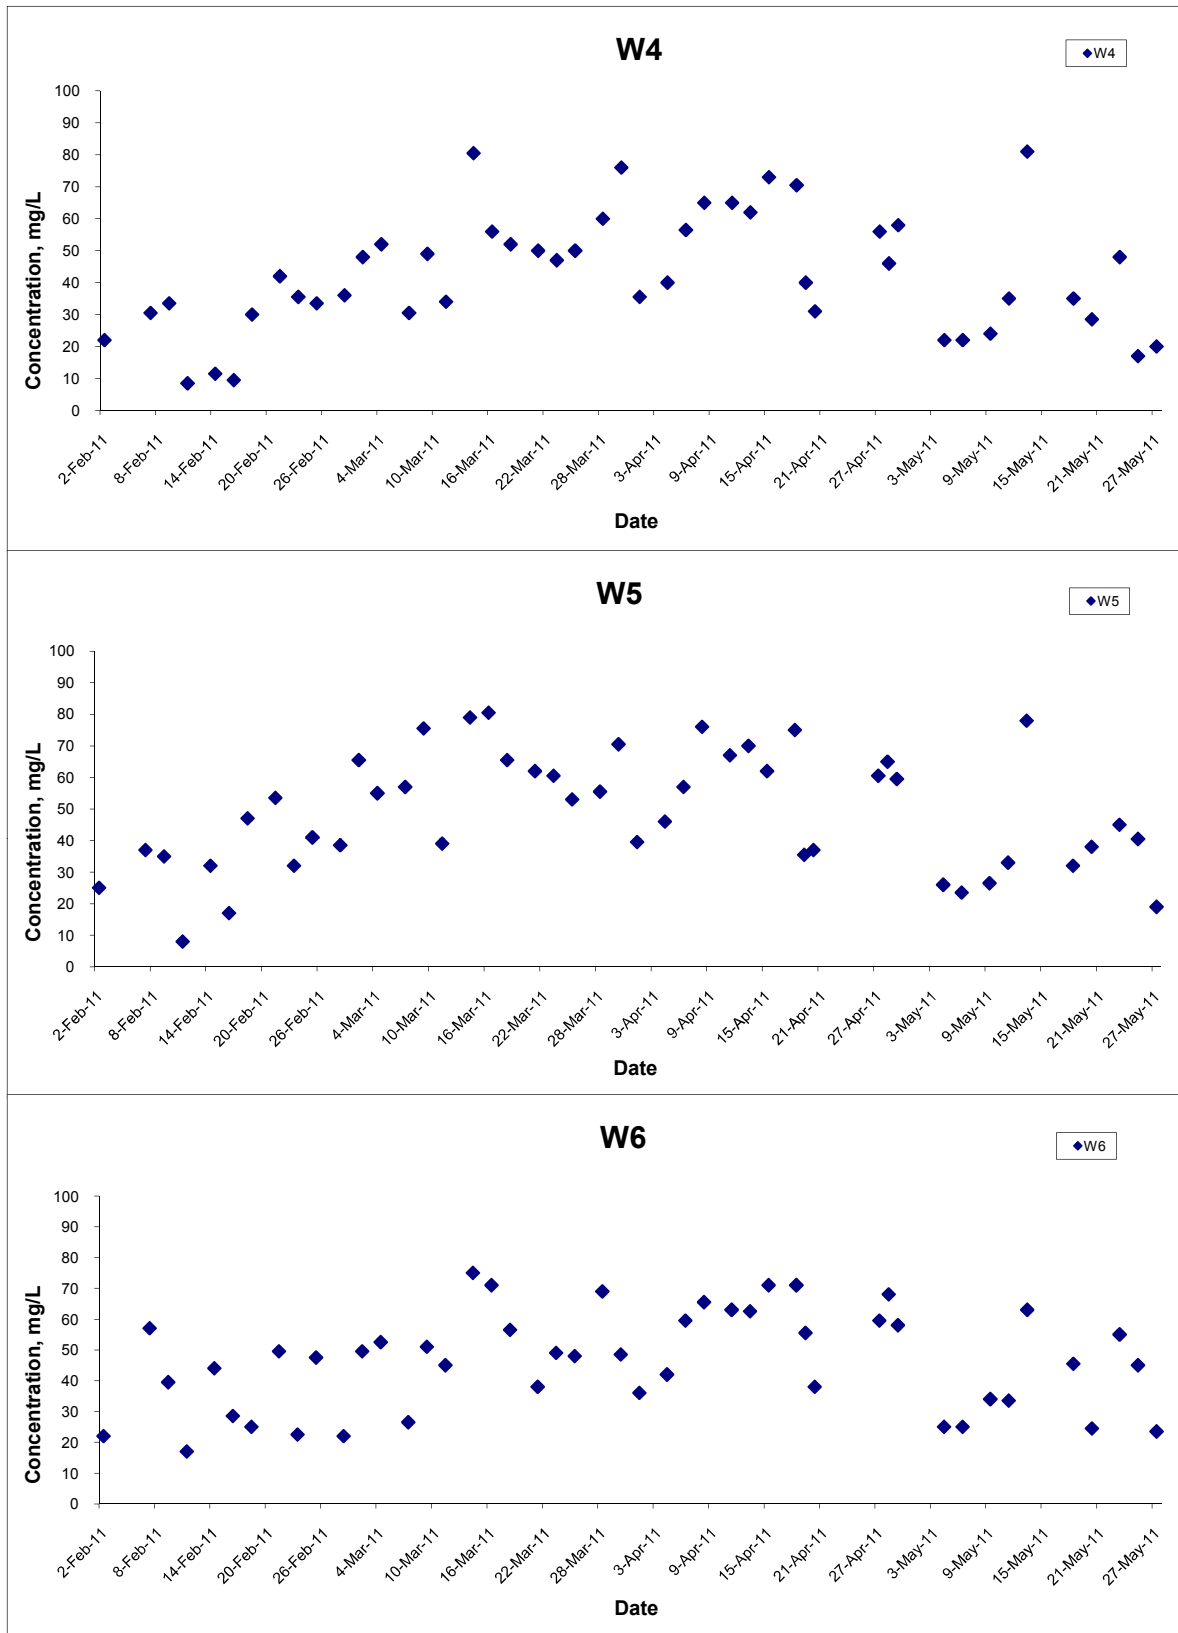 W4
W4
100
90
80
70
60
50
40
30
20
10
0
Concentration, mg/L
2-Feb-11 8-Feb-11 14-Feb-11 20-Feb-11 26-Feb-11 4-Mar-11 10-Mar-11 16-Mar-11 22-Mar-11 28-Mar-11 3-Apr-11 9-Apr-11 15-Apr-11 21-Apr-11 27-Apr-11 3-May-11 9-May-11 15-May-11 21-May-11 27-May-11
Date
W5
W5
100
90
80
70
60
50
40
30
20
10
0
Concentration, mg/L
2-Feb-11 8-Feb-11 14-Feb-11 20-Feb-11 26-Feb-11 4-Mar-11 10-Mar-11 16-Mar-11 22-Mar-11 28-Mar-11 3-Apr-11 9-Apr-11 15-Apr-11 21-Apr-11 27-Apr-11 3-May-11 9-May-11 15-May-11 21-May-11 27-May-11
Date
W6
W6
100
90
80
70
60
50
40
30
20
10
0
Concentration, mg/L
2-Feb-11 8-Feb-11 14-Feb-11 20-Feb-11 26-Feb-11 4-Mar-11 10-Mar-11 16-Mar-11 22-Mar-11 28-Mar-11 3-Apr-11 9-Apr-11 15-Apr-11 21-Apr-11 27-Apr-11 3-May-11 9-May-11 15-May-11 21-May-11 27-May-11
Date